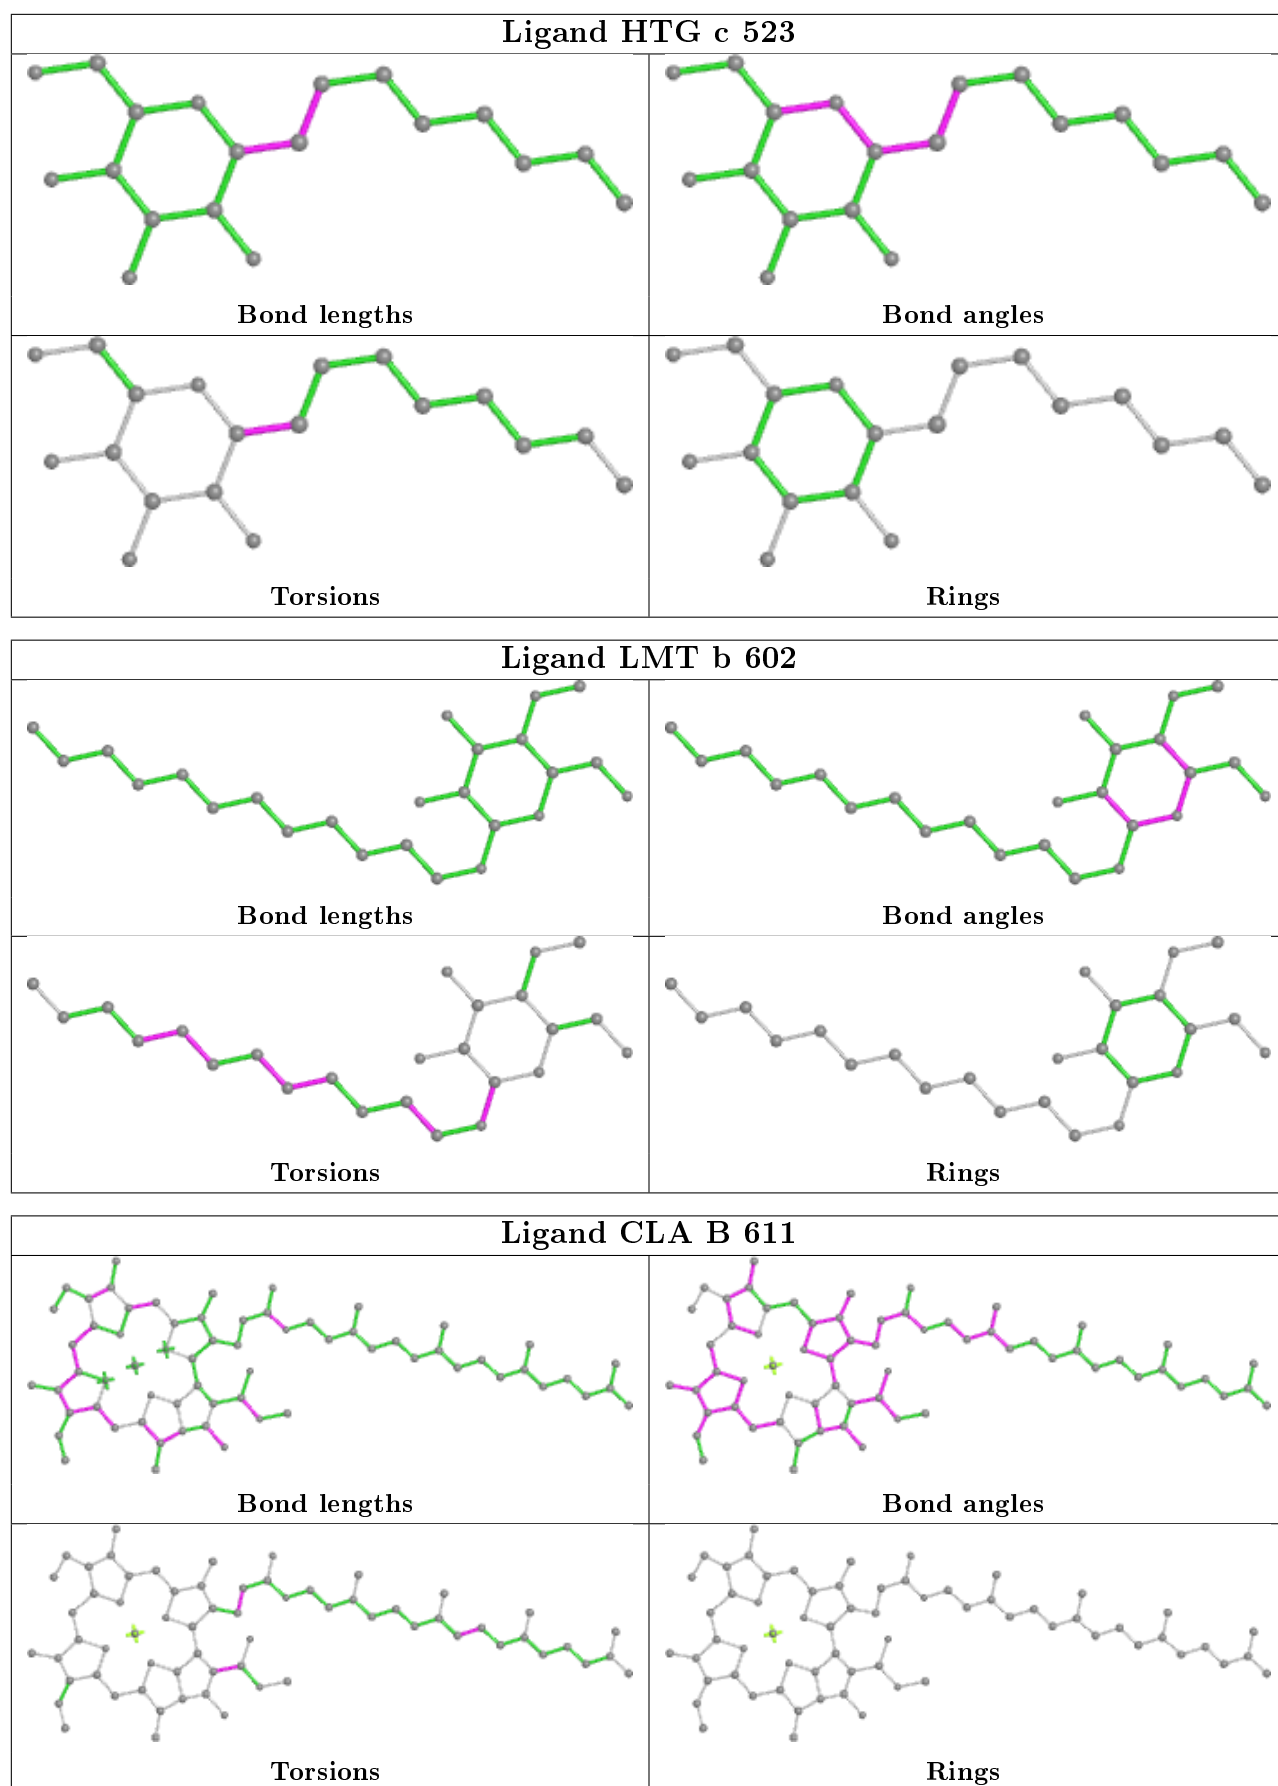 Ligand HTG c 523
Bond lengths
Bond angles
Torsions
Rings
Ligand LMT b 602
Bond lengths
Bond angles
Torsions
Rings
Ligand CLA B 611
Bond lengths
Bond angles
Torsions
Rings